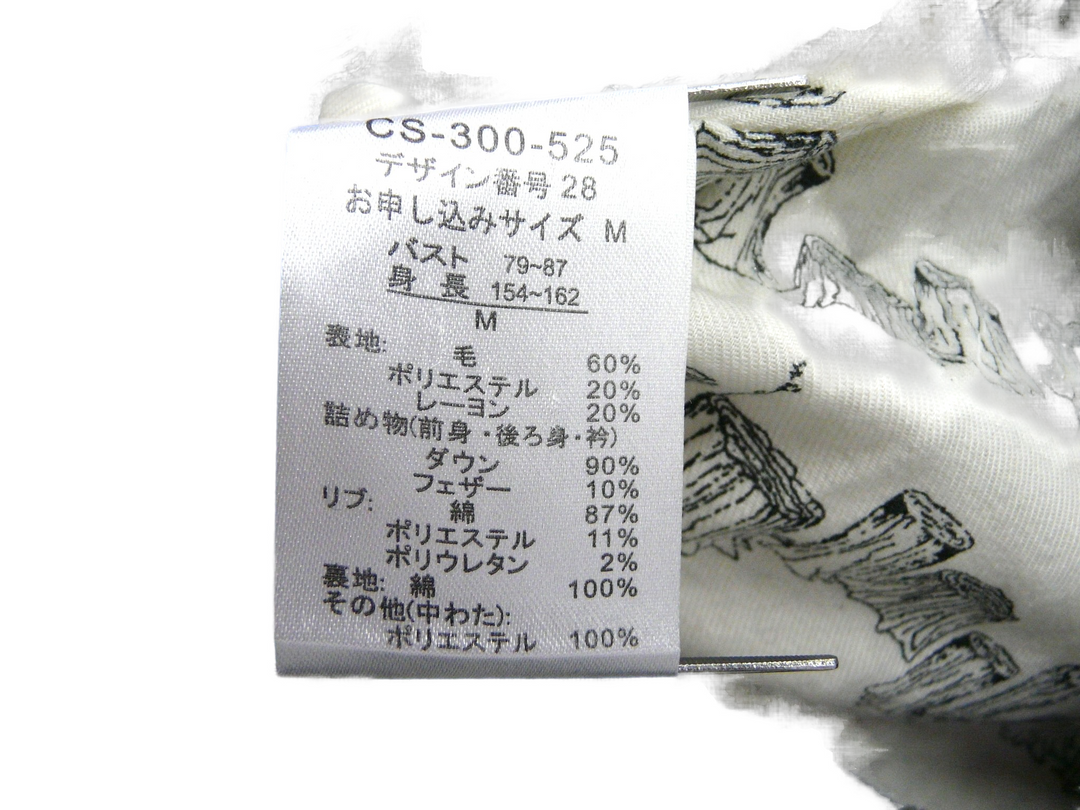 CS-300-525
デザイン番号 28
お申し込みサイズ M
バスト 79~87
身 長 154~162
M
表地:
毛 60%
ポリエステル 20%
レーヨン 20%
詰め物(前身・後ろ身・衿)
ダウン 90%
フェザー 10%
リブ: 綿 87%
ポリエステル 11%
ポリウレタン 2%
裏地: 綿 100%
その他(中わた):
ポリエステル 100%